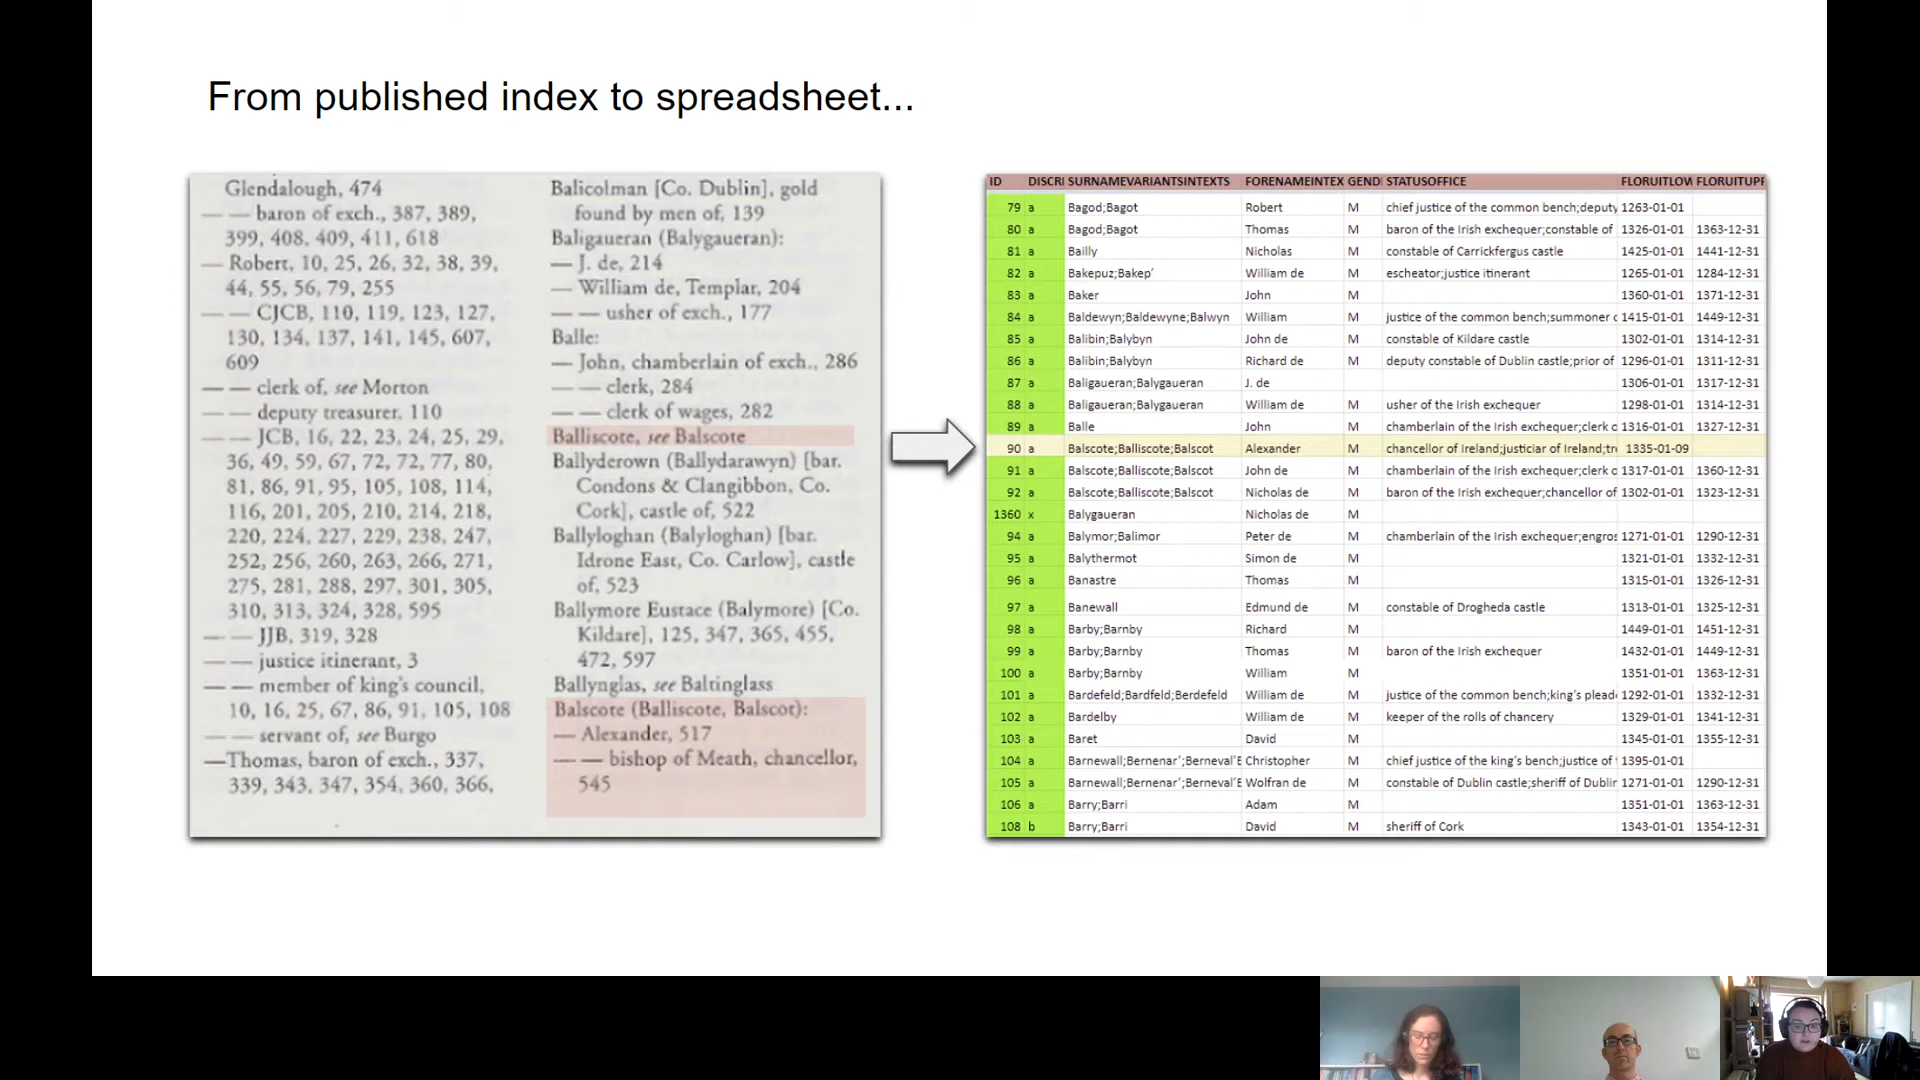 From published index to spreadsheet...
Glendalough, 474
— — baron of exch., 387, 389,
399, 408, 409, 411, 618
— Robert, 10, 25, 26, 32, 38, 39,
44, 55, 56, 79, 255
— — CJCB, 110, 119, 123, 127,
130, 134, 137, 141, 145, 607,
609
— — clerk of, see Morton
— — deputy treasurer, 110
— — JCB, 16, 22, 23, 24, 25, 29,
36, 49, 59, 67, 72, 72, 77, 80,
81, 86, 91, 95, 105, 108, 114,
116, 201, 205, 210, 214, 218,
220, 224, 227, 229, 238, 247,
252, 256, 260, 263, 266, 271,
275, 281, 288, 297, 301, 305,
310, 313, 324, 328, 595
— — JJB, 319, 328
— — justice itinerant, 3
— — member of king's council,
10, 16, 25, 67, 86, 91, 105, 108
— — servant of, see Burgo
—Thomas, baron of exch., 337,
339, 343, 347, 354, 360, 366,
Balicolman [Co. Dublin], gold
found by men of, 139
Baligaueran (Balygaueran):
— J. de, 214
— William de, Templar, 204
— — usher of exch., 177
Balle:
— John, chamberlain of exch., 286
— — clerk, 284
— — clerk of wages, 282
Balliscote, see Balscote
Ballyderown (Ballydarawyn) [bar.
Condons & Clangibbon, Co.
Cork], castle of, 522
Ballyloghan (Balyloghan) [bar.
Idrone East, Co. Carlow], castle
of, 523
Ballymore Eustace (Balymore) [Co.
Kildare], 125, 347, 365, 455,
472, 597
Ballynglas, see Baltinglass
Balscote (Balliscote, Balscot):
— Alexander, 517
— — bishop of Meath, chancellor,
545
ID DISCRI SURNAMEVARIANTSINTEXTS FORENAMEINTEX GENDI STATUSOFFICE FLORUITLOW FLORUITUPF
79 a Bagod;Bagot Robert M chief justice of the common bench;deputy 1263-01-01
80 a Bagod;Bagot Thomas M baron of the Irish exchequer;constable of 1326-01-01 1363-12-31
81 a Bailly Nicholas M constable of Carrickfergus castle 1425-01-01 1441-12-31
82 a Bakepuz;Bakep’ William de M escheator;justice itinerant 1265-01-01 1284-12-31
83 a Baker John M 1360-01-01 1371-12-31
84 a Baldewyn;Baldewyne;Balwyn William M justice of the common bench;summoner o 1415-01-01 1449-12-31
85 a Balibin;Balybyn John de M constable of Kildare castle 1302-01-01 1314-12-31
86 a Balibin;Balybyn Richard de M deputy constable of Dublin castle;prior of 1296-01-01 1311-12-31
87 a Baligaueran;Balygaueran J. de 1306-01-01 1317-12-31
88 a Baligaueran;Balygaueran William de M usher of the Irish exchequer 1298-01-01 1314-12-31
89 a Balle John M chamberlain of the Irish exchequer;clerk o 1316-01-01 1327-12-31
90 a Balscote;Balliscote;Balscot Alexander M chancellor of Ireland;justiciar of Ireland;tre 1335-01-09
91 a Balscote;Balliscote;Balscot John de M chamberlain of the Irish exchequer;clerk o 1317-01-01 1360-12-31
92 a Balscote;Balliscote;Balscot Nicholas de M baron of the Irish exchequer;chancellor of 1302-01-01 1323-12-31
1360 x Balygaueran Nicholas de M
94 a Balymor;Balimor Peter de M chamberlain of the Irish exchequer;engros 1271-01-01 1290-12-31
95 a Balythermot Simon de M 1321-01-01 1332-12-31
96 a Banastre Thomas M 1315-01-01 1326-12-31
97 a Banewall Edmund de M constable of Drogheda castle 1313-01-01 1325-12-31
98 a Barby;Barnby Richard M 1449-01-01 1451-12-31
99 a Barby;Barnby Thomas M baron of the Irish exchequer 1432-01-01 1449-12-31
100 a Barby;Barnby William M 1351-01-01 1363-12-31
101 a Bardefeld;Bardfeld;Berdefeld William de M justice of the common bench;king’s plead 1292-01-01 1332-12-31
102 a Bardelby William de M keeper of the rolls of chancery 1329-01-01 1341-12-31
103 a Baret David M 1345-01-01 1355-12-31
104 a Barnewall;Bernenar’;Berneval’E Christopher M chief justice of the king’s bench;justice of 1395-01-01
105 a Barnewall;Bernenar’;Berneval’E Wolfran de M constable of Dublin castle;sheriff of Dublin 1271-01-01 1290-12-31
106 a Barry;Barri Adam M 1351-01-01 1363-12-31
108 b Barry;Barri David M sheriff of Cork 1343-01-01 1354-12-31